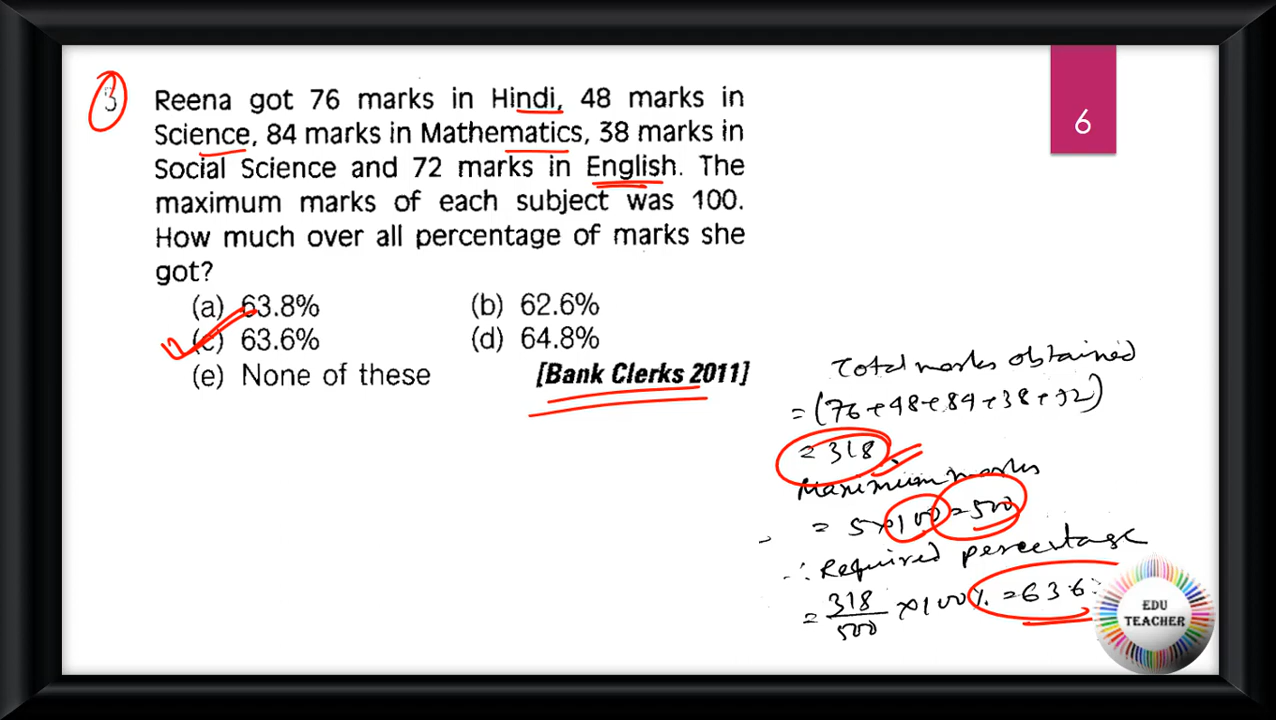 3
Reena got 76 marks in Hindi, 48 marks in
Science, 84 marks in Mathematics, 38 marks in
Social Science and 72 marks in English. The
maximum marks of each subject was 100.
How much over all percentage of marks she
got?
(a) 63.8% (b) 62.6%
(c) 63.6% (d) 64.8%
(e) None of these [Bank Clerks 2011]
6
Total marks obtained
= (76+48+84+38+72)
= 318
Maximum marks
= 5×100 = 500
∴ Required percentage
= 318/500 ×100% = 63.6%
EDU
TEACHER